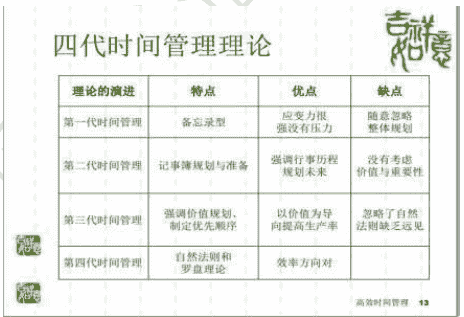 吉祥如意
四代时间管理理论
理论的演进 特点 优点 缺点
第一代时间管理 备忘录型 应变力很 随意忽略
强没有压力 整体规划
第二代时间管理 记事簿规划与准备 强调行事历程 没有考虑
规划未来 价值与重要性
第三代时间管理 强调价值规划、 以价值为导 忽略了自然
制定优先顺序 向提高生产率 法则缺乏远见
第四代时间管理 自然法则和 效率方向对
罗盘理论
吉祥如意
吉祥如意
高效时间管理 13